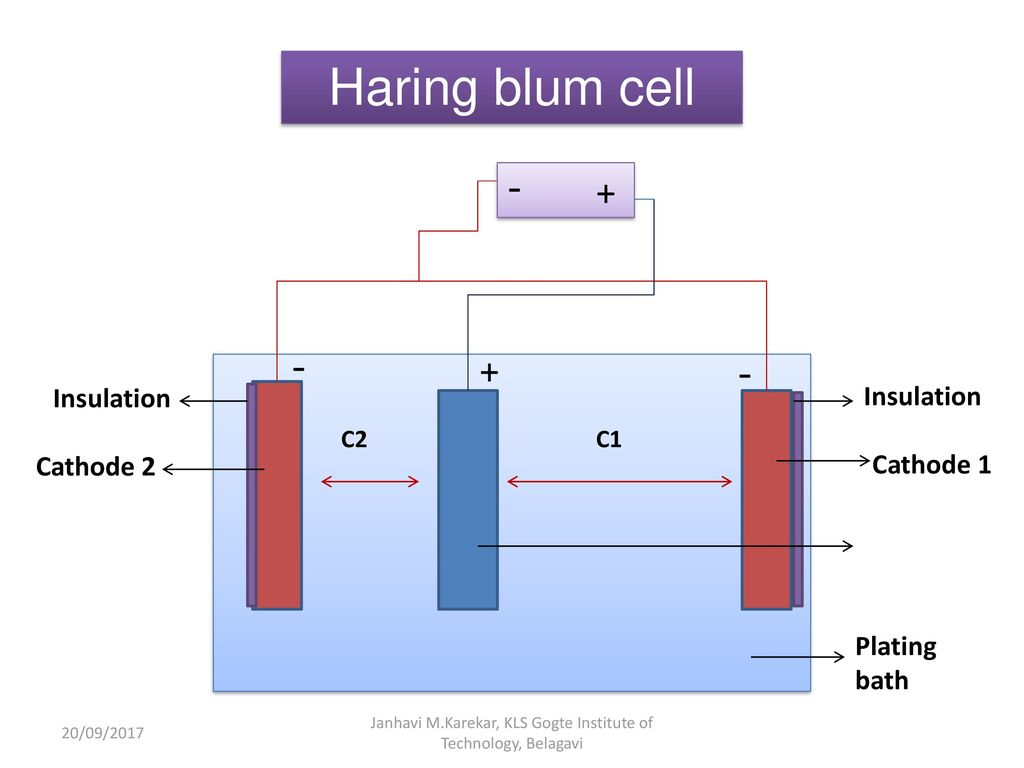 Haring blum cell
- +
- + -
Insulation
Insulation
C2
C1
Cathode 2
Cathode 1
Plating
bath
20/09/2017
Janhavi M.Karekar, KLS Gogte Institute of
Technology, Belagavi